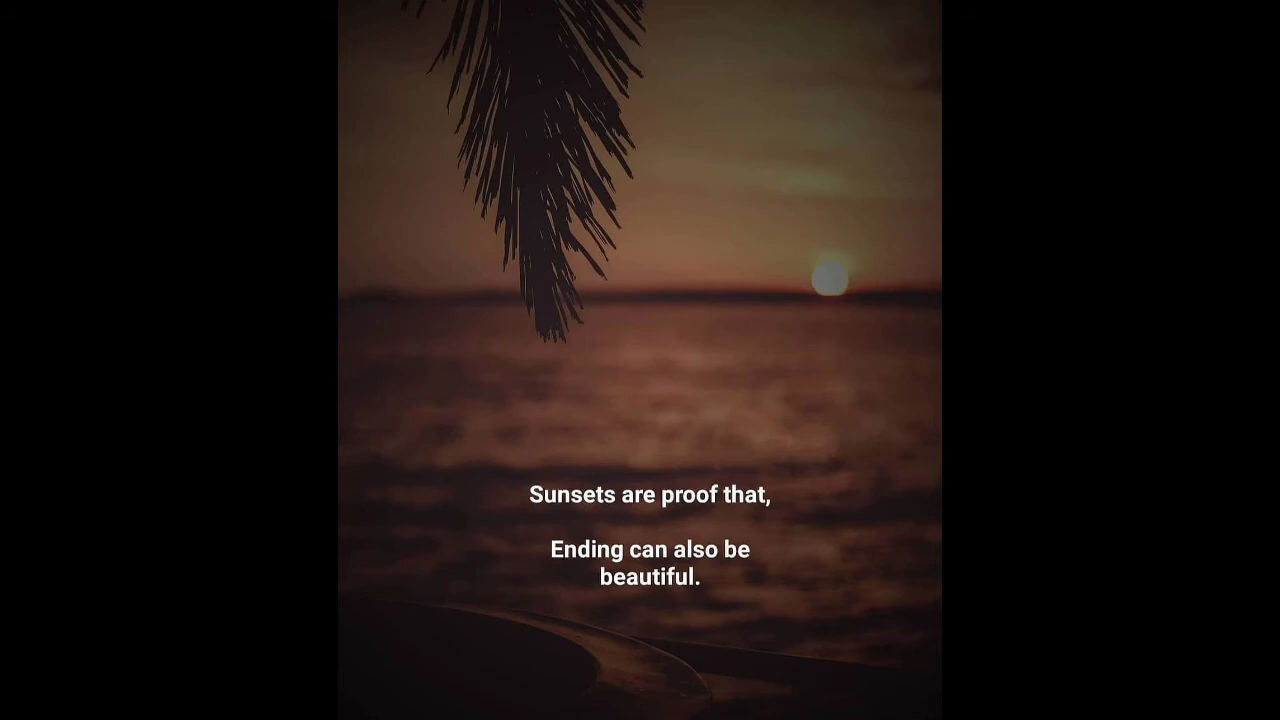 Sunsets are proof that,
Ending can also be
beautiful.